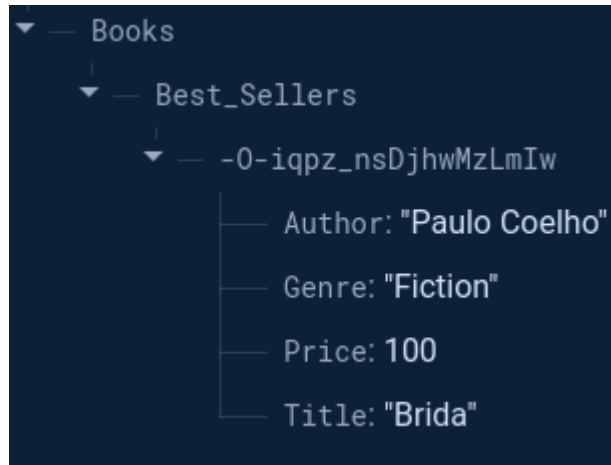 Books
Best_Sellers
-O-iqpz_nsDjhwMzLmIw
Author: "Paulo Coelho"
Genre: "Fiction"
Price: 100
Title: "Brida"